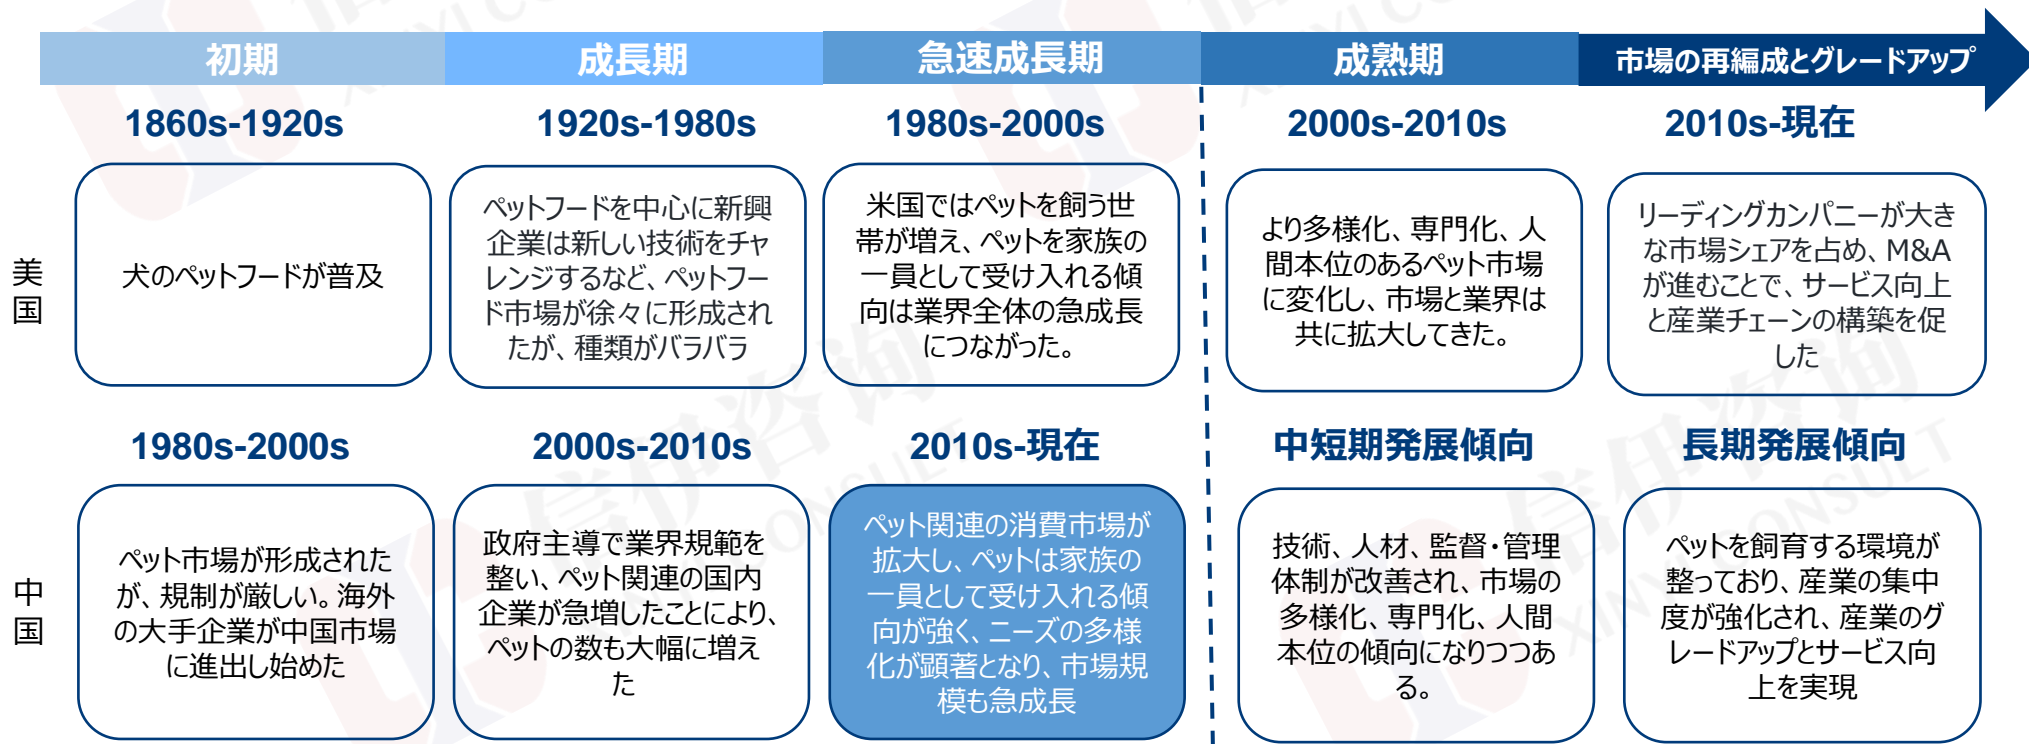 初期
成長期
急速成長期
成熟期
市場の再編成とグレードアップ
1860s-1920s
1920s-1980s
1980s-2000s
2000s-2010s
2010s-現在
美
国
犬のペットフードが普及
ペットフードを中心に新興
企業は新しい技術をチャ
レンジするなど、ペットフー
ド市場が徐々に形成され
たが、種類がバラバラ
米国ではペットを飼う世
帯が増え、ペットを家族の
一員として受け入れる傾
向は業界全体の急成長
につながった。
より多様化、専門化、人
間本位のあるペット市場
に変化し、市場と業界は
共に拡大してきた。
リーディングカンパニーが大き
な市場シェアを占め、M&A
が進むことで、サービス向上
と産業チェーンの構築を促
した
1980s-2000s
2000s-2010s
2010s-現在
中短期発展傾向
長期発展傾向
中
国
ペット市場が形成された
が、規制が厳しい。海外
の大手企業が中国市場
に進出し始めた
政府主導で業界規範を
整い、ペット関連の国内
企業が急増したことにより、
ペットの数も大幅に増え
た
ペット関連の消費市場が
拡大し、ペットは家族の
一員として受け入れる傾
向が強く、ニーズの多様
化が顕著となり、市場規
模も急成長
技術、人材、監督・管理
体制が改善され、市場の
多様化、専門化、人間
本位の傾向になりつつあ
る。
ペットを飼育する環境が
整っており、産業の集中
度が強化され、産業のグ
レードアップとサービス向
上を実現
信伊咨询
XINYI CONSULT